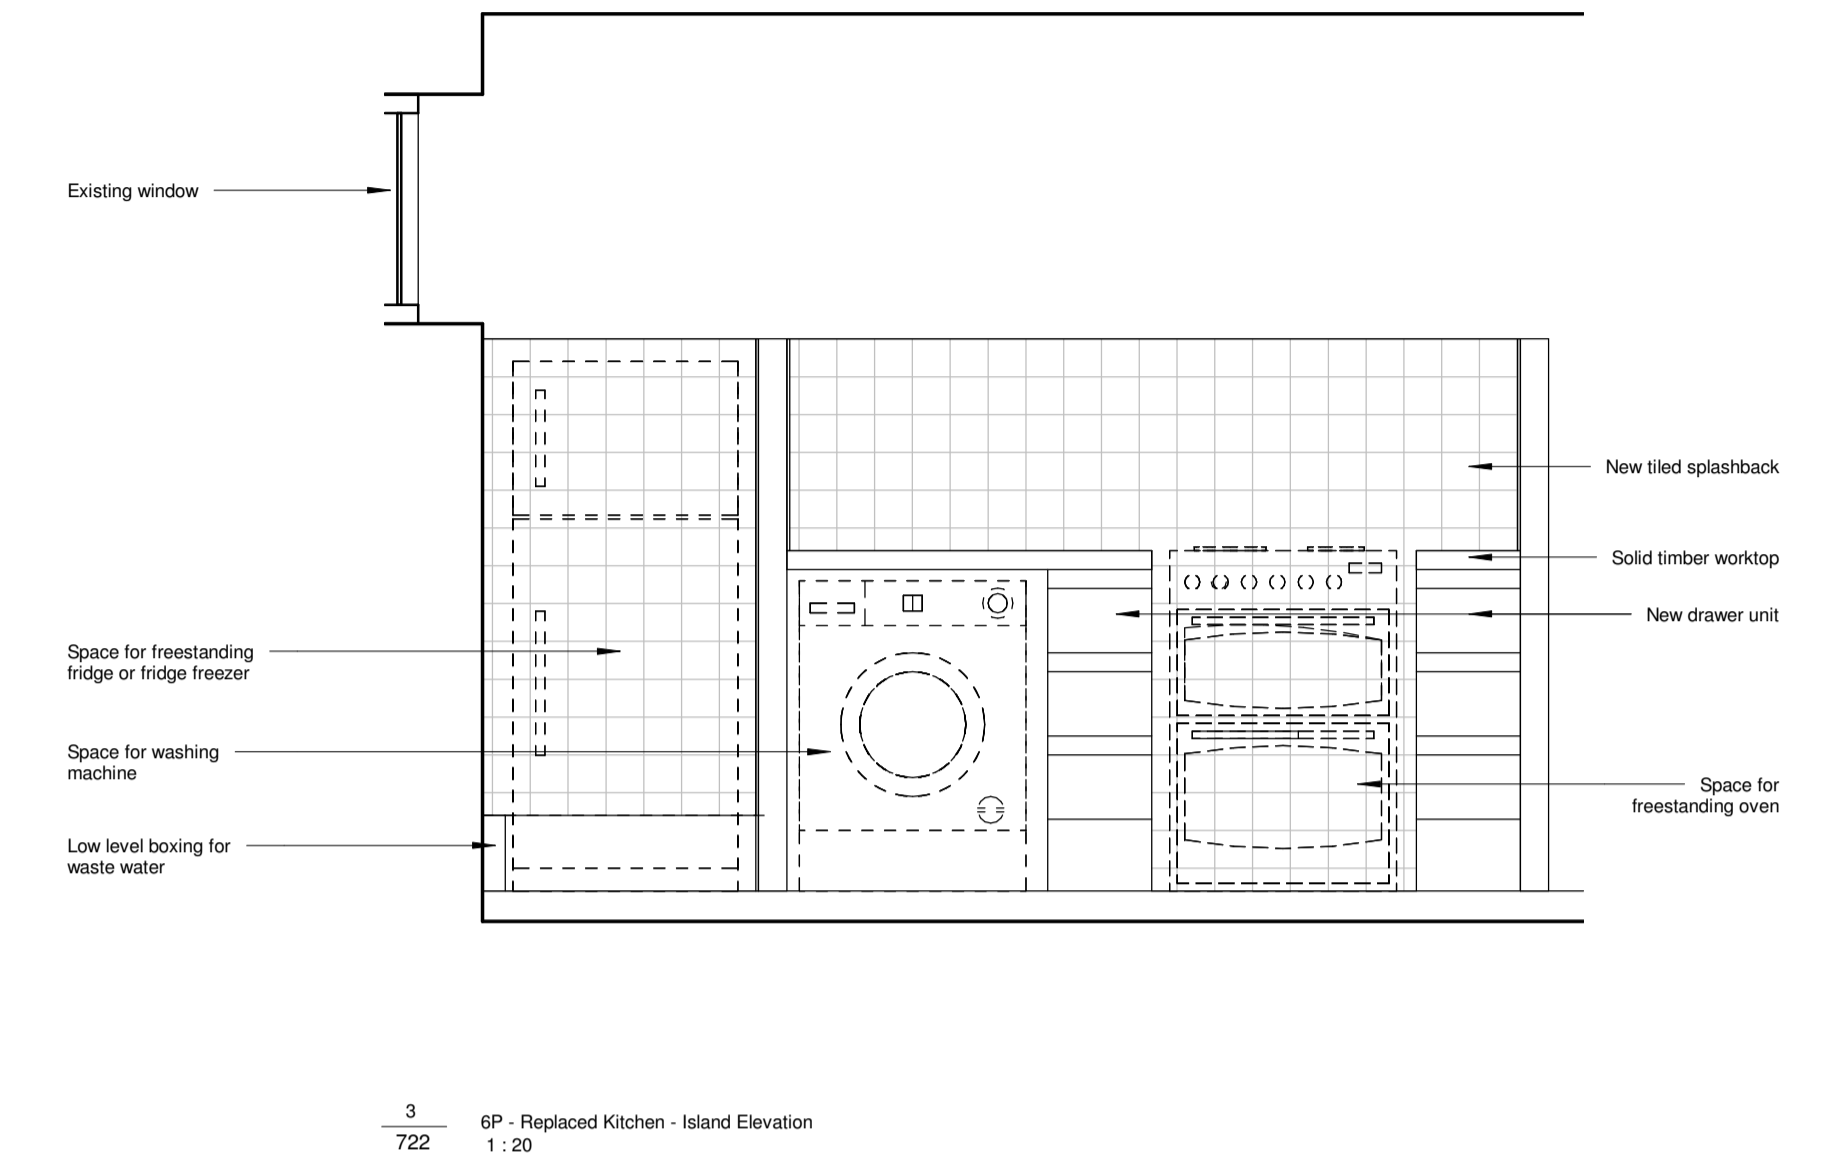 Existing window
New tiled splashback
Solid timber worktop
New drawer unit
Space for freestanding
fridge or fridge freezer
Space for washing
machine
Space for
freestanding oven
Low level boxing for
waste water
3
722
6P - Replaced Kitchen - Island Elevation
1 : 20